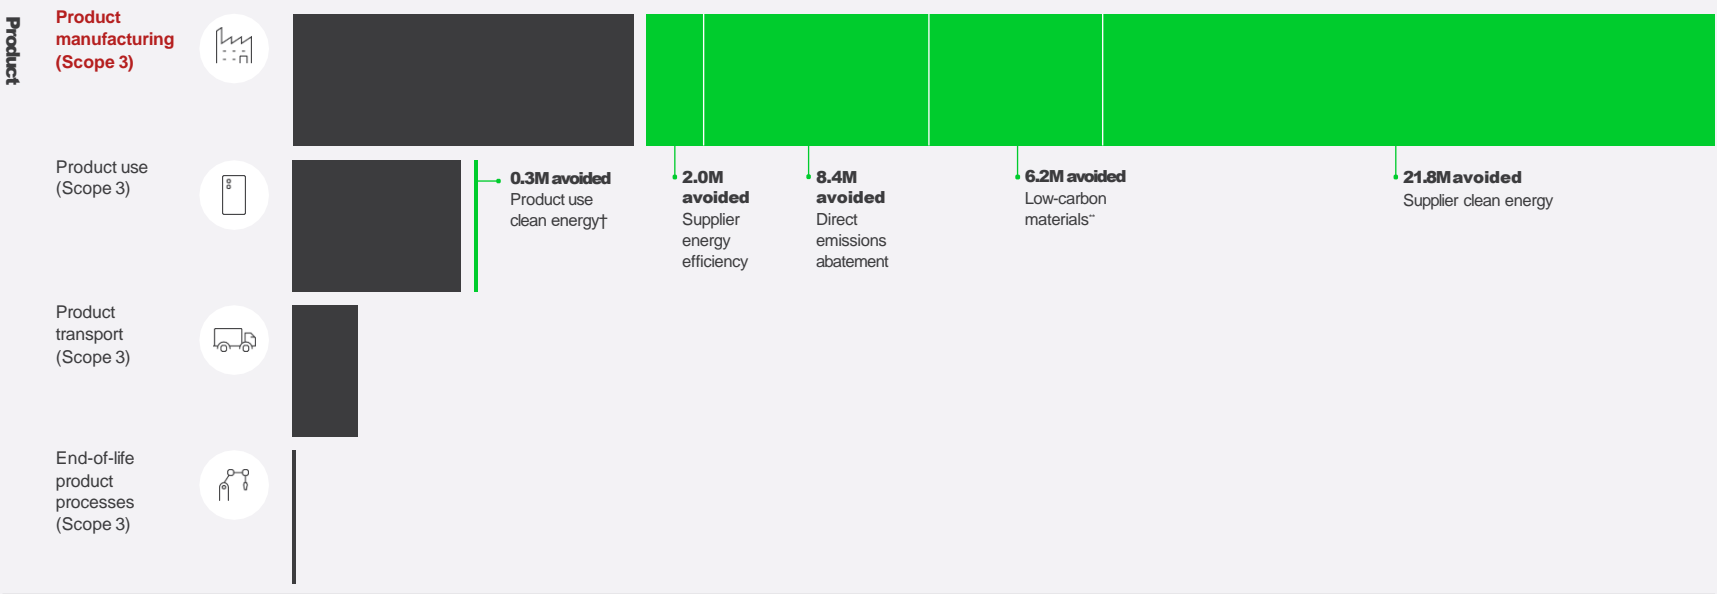 Product
Product
manufacturing
(Scope 3)
Product use
(Scope 3)
0.3M avoided
Product use
clean energy†
2.0M
avoided
Supplier
energy
efficiency
8.4M
avoided
Direct
emissions
abatement
6.2M avoided
Low-carbon
materials**
21.8M avoided
Supplier clean energy
Product
transport
(Scope 3)
End-of-life
product
processes
(Scope 3)